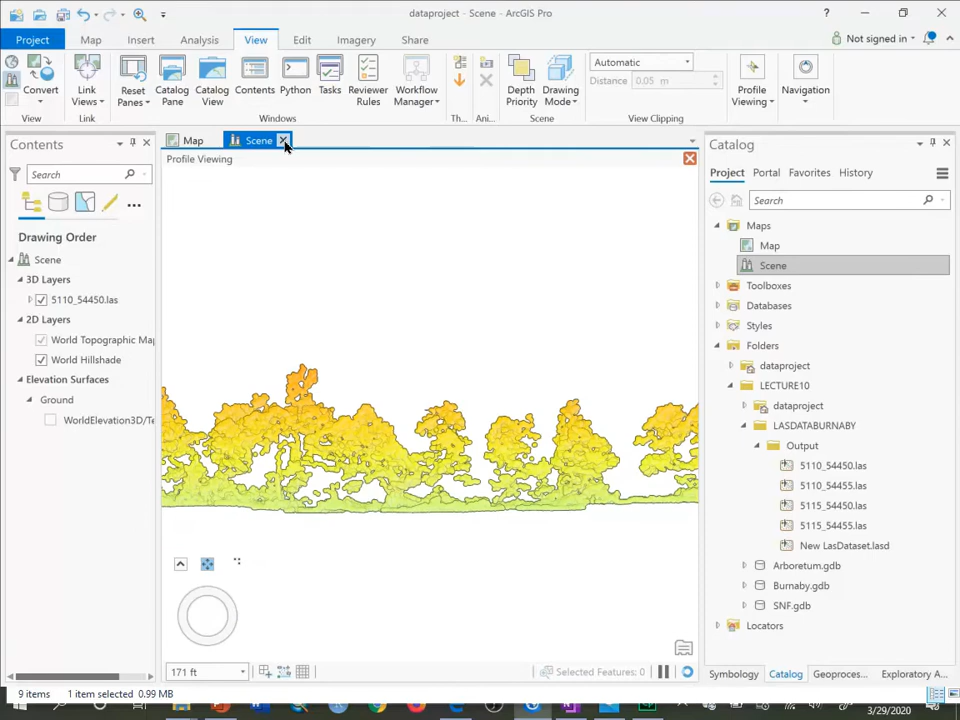 dataproject - Scene - ArcGIS Pro
?
Project Map Insert Analysis View Edit Imagery Share
Not signed in
Convert
Link Views
Reset Panes
Catalog Pane
Catalog View
Contents
Python
Tasks
Reviewer Rules
Workflow Manager
Depth Priority
Drawing Mode
Automatic
Distance 0.05 m
Profile Viewing
Navigation
View Link Windows Th... Ani... Scene View Clipping
Contents
Search
Drawing Order
Scene
3D Layers
5110_54450.las
2D Layers
World Topographic Map
World Hillshade
Elevation Surfaces
Ground
WorldElevation3D/Te
Map
Scene
Profile Viewing
171 ft
Selected Features: 0
Catalog
Project Portal Favorites History
Search
Maps
Map
Scene
Toolboxes
Databases
Styles
Folders
dataproject
LECTURE10
dataproject
LASDATABURNABY
Output
5110_54450.las
5110_54455.las
5115_54450.las
5115_54455.las
New LasDataset.lasd
Arboretum.gdb
Burnaby.gdb
SNF.gdb
Locators
Symbology Catalog Geoproces... Exploratory A...
9 items 1 item selected 0.99 MB
3/29/2020